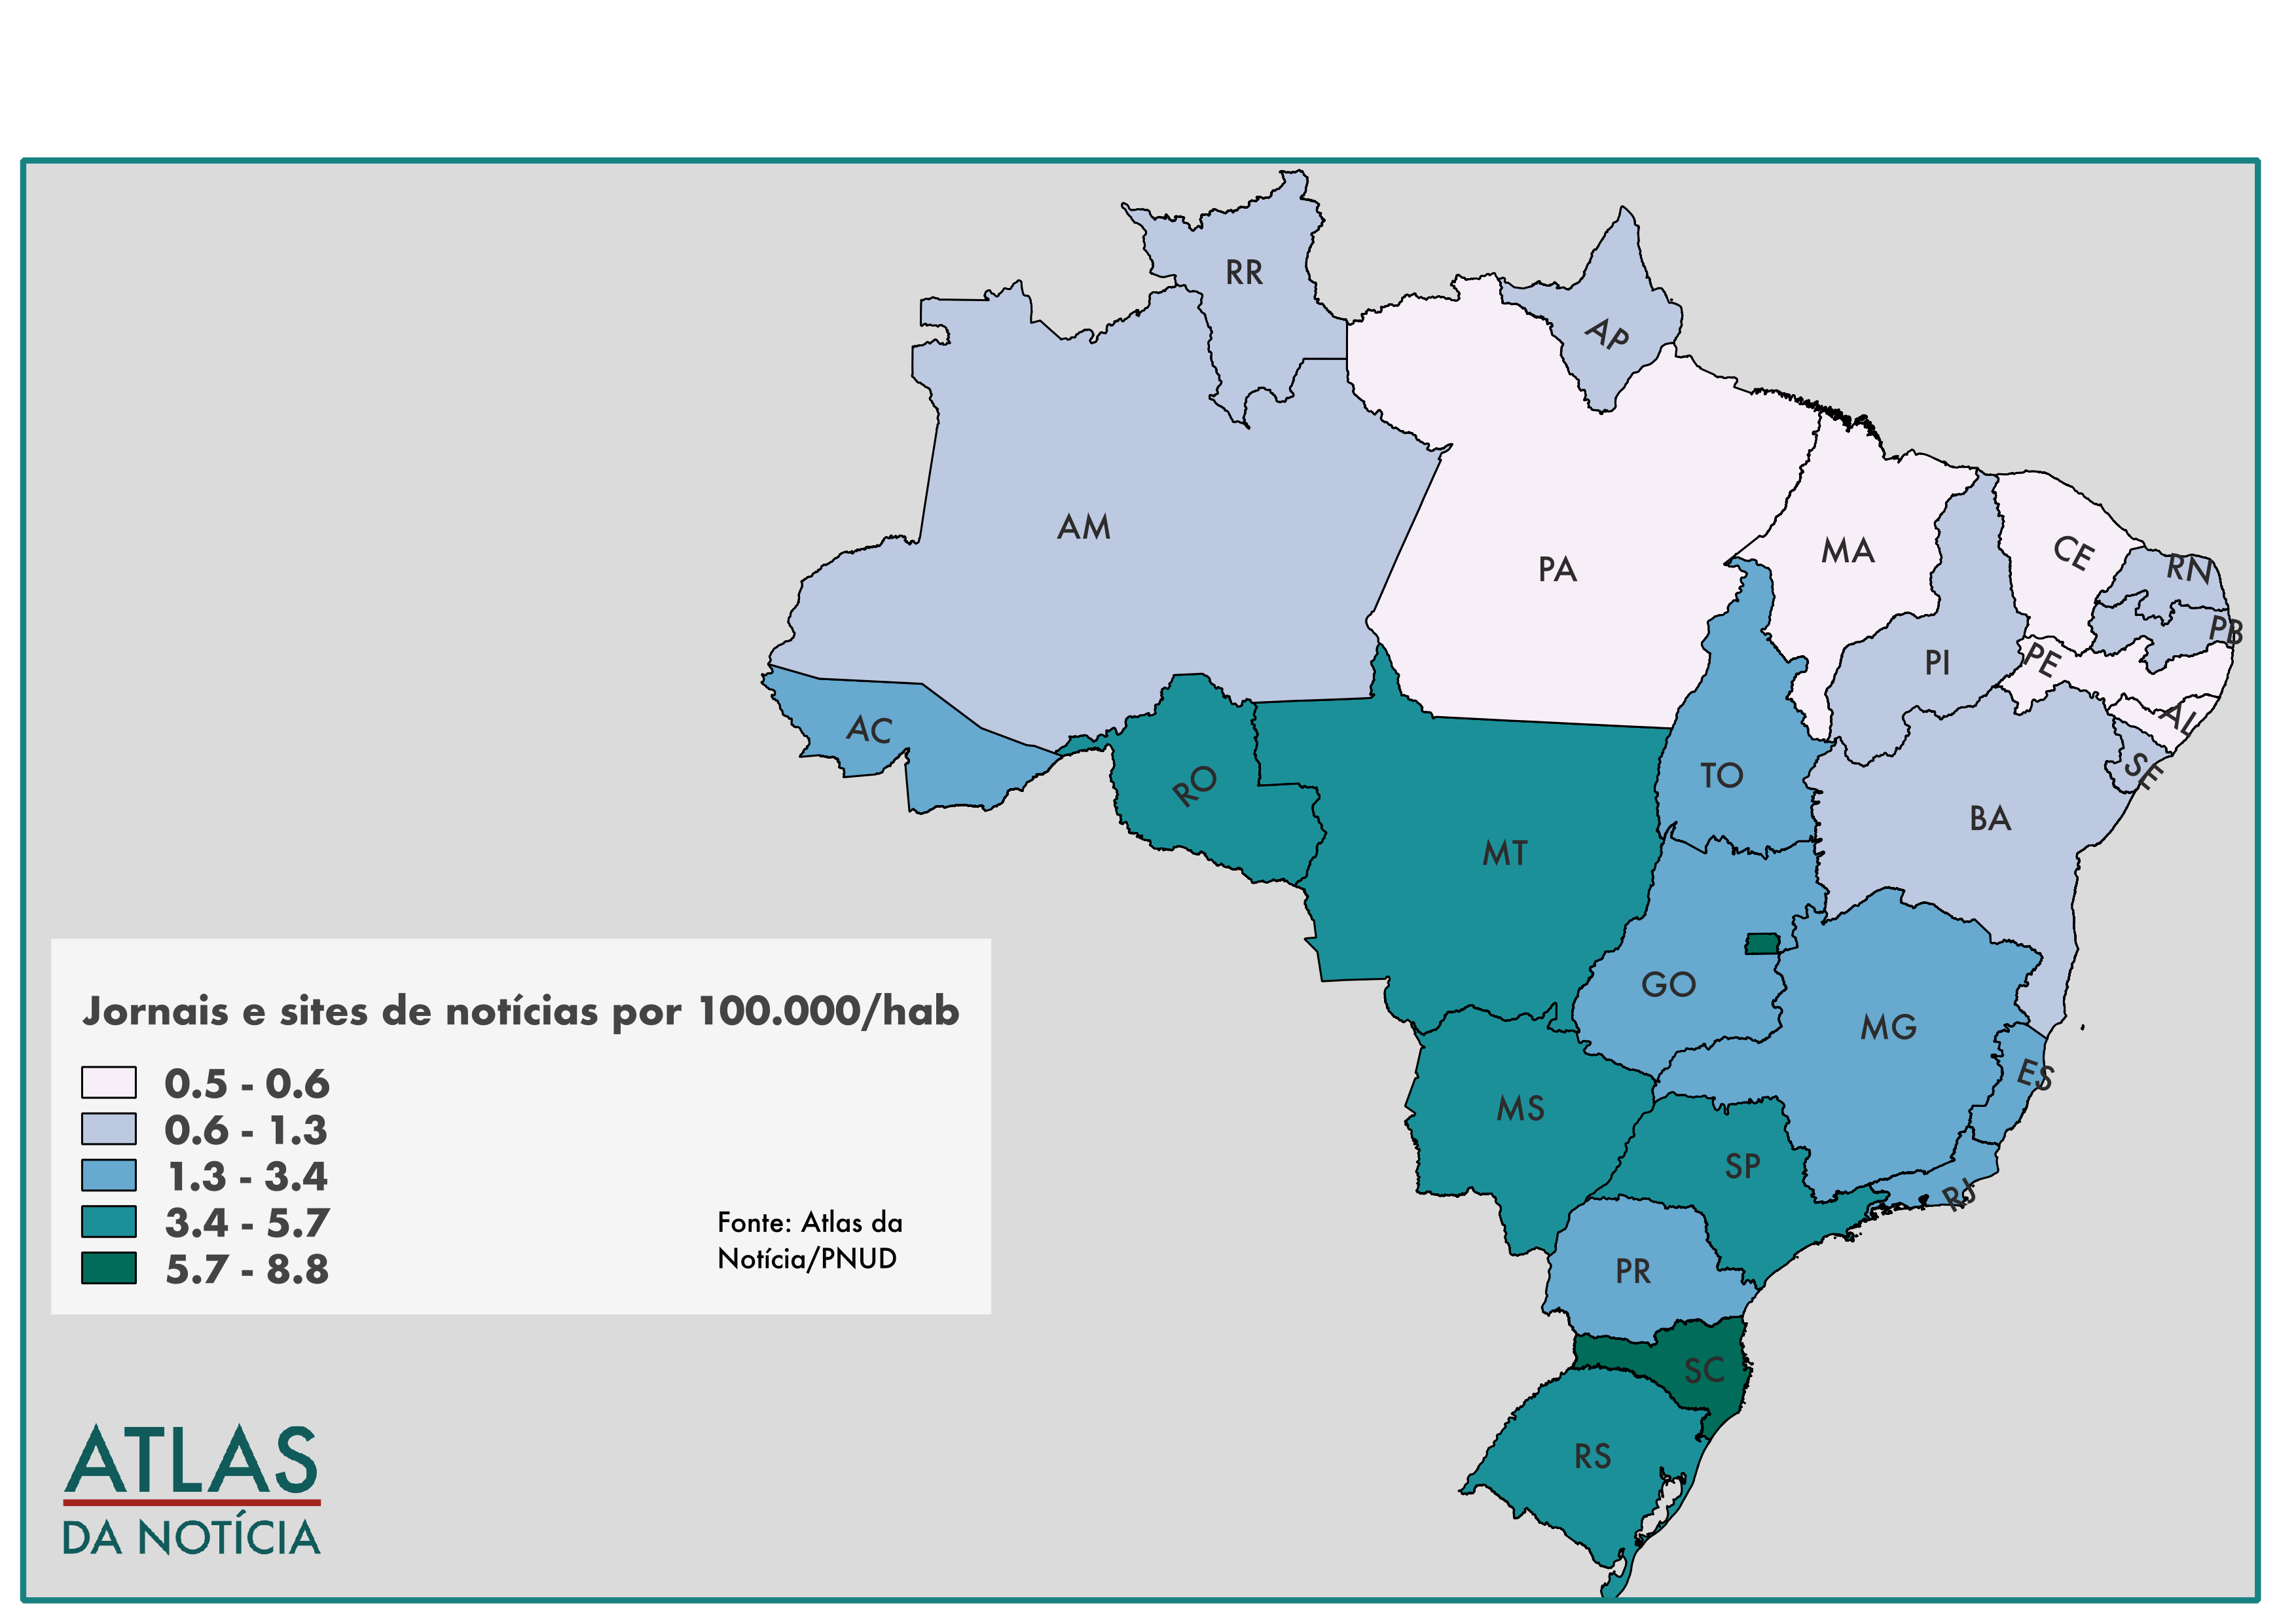 RR
AP
AM
PA
MA
CE
RN
PB
PI
PE
AL
AC
SE
TO
RO
BA
MT
GO
MG
ES
MS
SP
RJ
PR
SC
RS
Jornais e sites de notícias por 100.000/hab
0.5 - 0.6
0.6 - 1.3
1.3 - 3.4
3.4 - 5.7
5.7 - 8.8
Fonte: Atlas da
Notícia/PNUD
ATLAS
DA NOTÍCIA